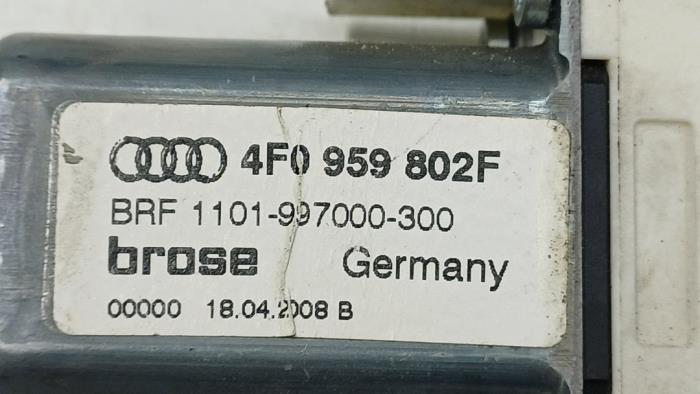 4F0 959 802F
BRF 1101-997000-300
brose Germany
00000 18.04.2008 B